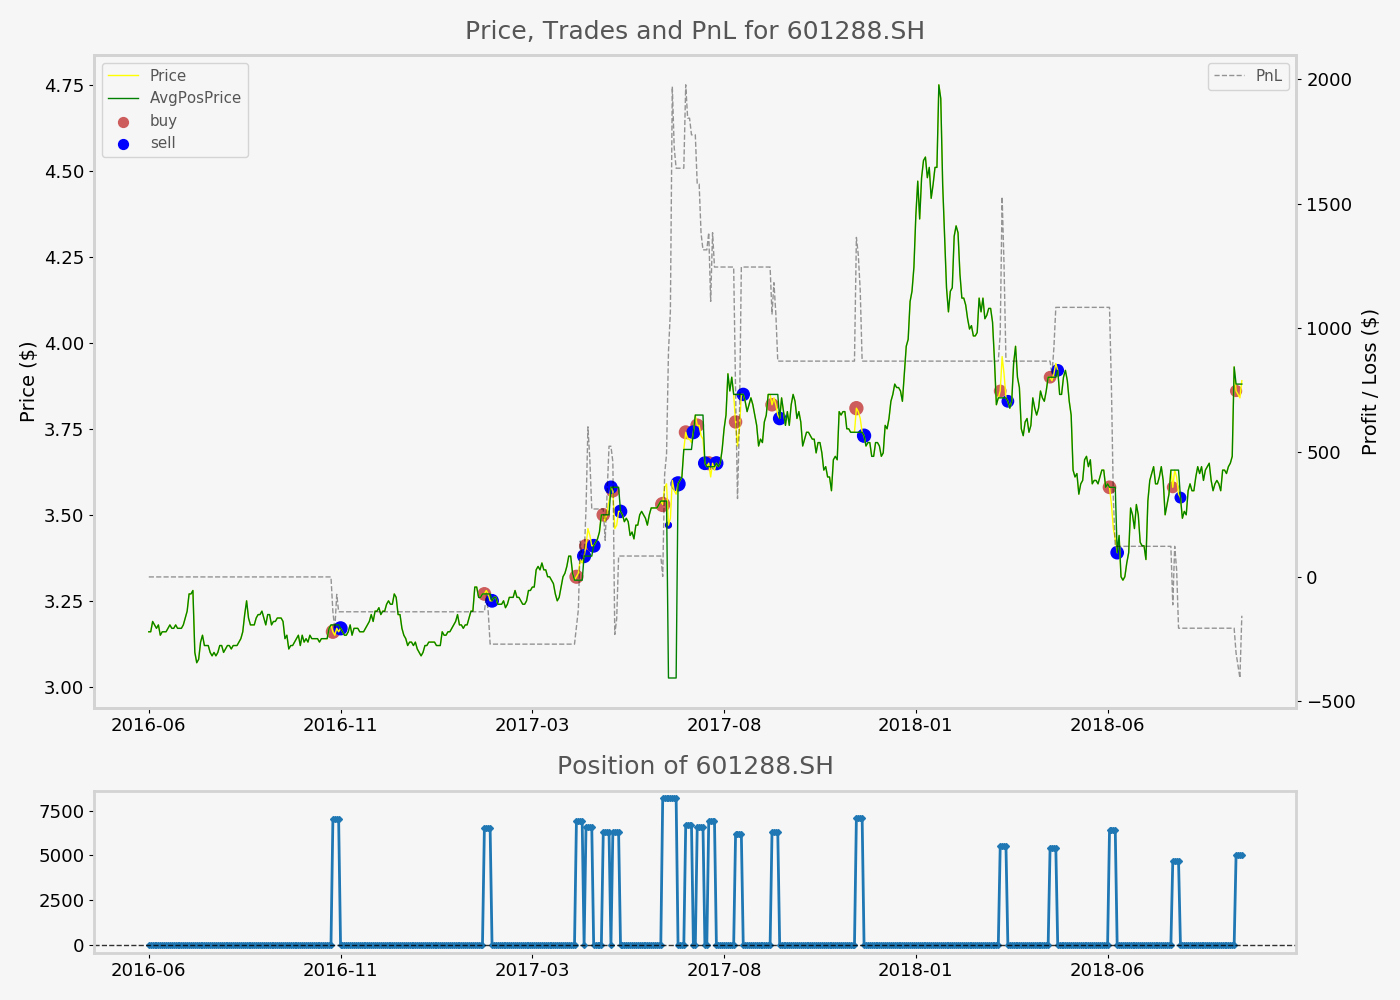 Price, Trades and PnL for 601288.SH
Price
AvgPosPrice
buy
sell
PnL
Price ($)
4.75
4.50
4.25
4.00
3.75
3.50
3.25
3.00
2000
1500
1000
500
0
−500
Profit / Loss ($)
2016-06 2016-11 2017-03 2017-08 2018-01 2018-06
Position of 601288.SH
7500
5000
2500
0
2016-06 2016-11 2017-03 2017-08 2018-01 2018-06